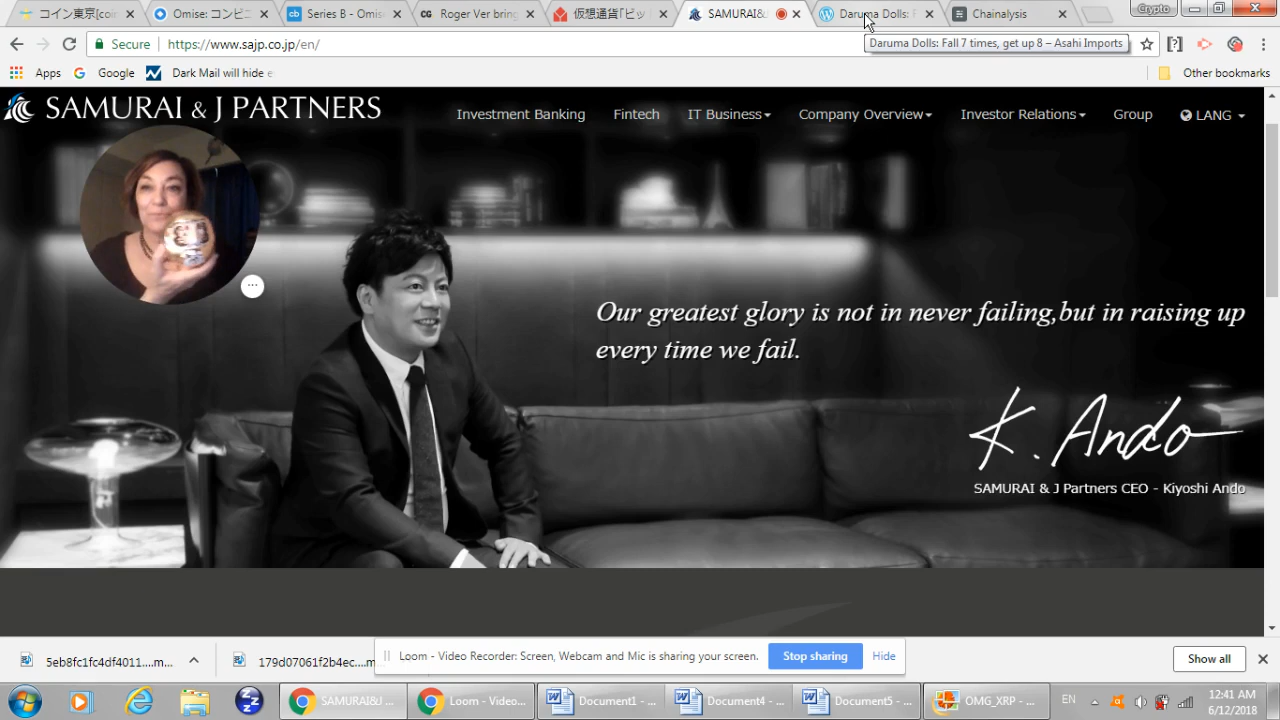 コイン東京[coin
Omise: コンビニ
Series B - Omise
Roger Ver bring
仮想通貨「ビッ
SAMURAI&J
Daruma Dolls: F
Chainalysis
Crypto
Secure
https://www.sajp.co.jp/en/
Daruma Dolls: Fall 7 times, get up 8 – Asahi Imports
Apps
Google
Dark Mail will hide e
Other bookmarks
SAMURAI & J PARTNERS
Investment Banking
Fintech
IT Business
Company Overview
Investor Relations
Group
LANG
Our greatest glory is not in never failing,but in raising up
every time we fail.
K. Ando
SAMURAI & J Partners CEO - Kiyoshi Ando
5eb8fc1fc4df4011....m...
179d07061f2b4ec....m...
Loom - Video Recorder: Screen, Webcam and Mic is sharing your screen.
Stop sharing
Hide
Show all
SAMURAI&J ...
Loom - Video...
Document1 - ...
Document4 - ...
Document5 - ...
OMG_XRP - ...
EN
12:41 AM
6/12/2018